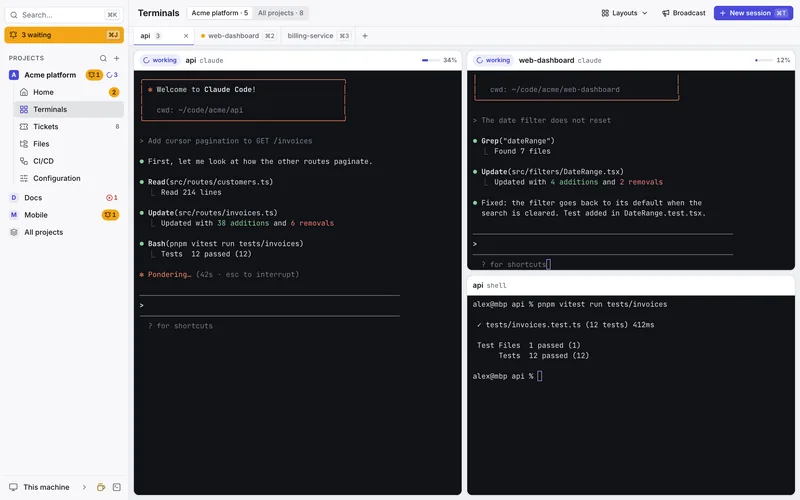 Search... ⌘K
3 waiting ⌘J
PROJECTS
A Acme platform 1 3
Home 2
Terminals
Tickets 8
Files
CI/CD
Configuration
D Docs 1
M Mobile 1
All projects
This machine
Terminals
Acme platform · 5 All projects · 8
Layouts
Broadcast
+ New session ⌘T
api 3 ×
web-dashboard ⌘2
billing-service ⌘3
+
working api claude 34%
✻ Welcome to Claude Code!
cwd: ~/code/acme/api
> Add cursor pagination to GET /invoices
● First, let me look at how the other routes paginate.
● Read(src/routes/customers.ts)
⎿ Read 214 lines
● Update(src/routes/invoices.ts)
⎿ Updated with 38 additions and 6 removals
● Bash(pnpm vitest run tests/invoices)
⎿ Tests 12 passed (12)
✻ Pondering… (42s · esc to interrupt)
>
? for shortcuts
working web-dashboard claude 12%
cwd: ~/code/acme/web-dashboard
> The date filter does not reset
● Grep("dateRange")
⎿ Found 7 files
● Update(src/filters/DateRange.tsx)
⎿ Updated with 4 additions and 2 removals
● Fixed: the filter goes back to its default when the
search is cleared. Test added in DateRange.test.tsx.
>
? for shortcuts
api shell
alex@mbp api % pnpm vitest run tests/invoices
✓ tests/invoices.test.ts (12 tests) 412ms
Test Files 1 passed (1)
Tests 12 passed (12)
alex@mbp api %